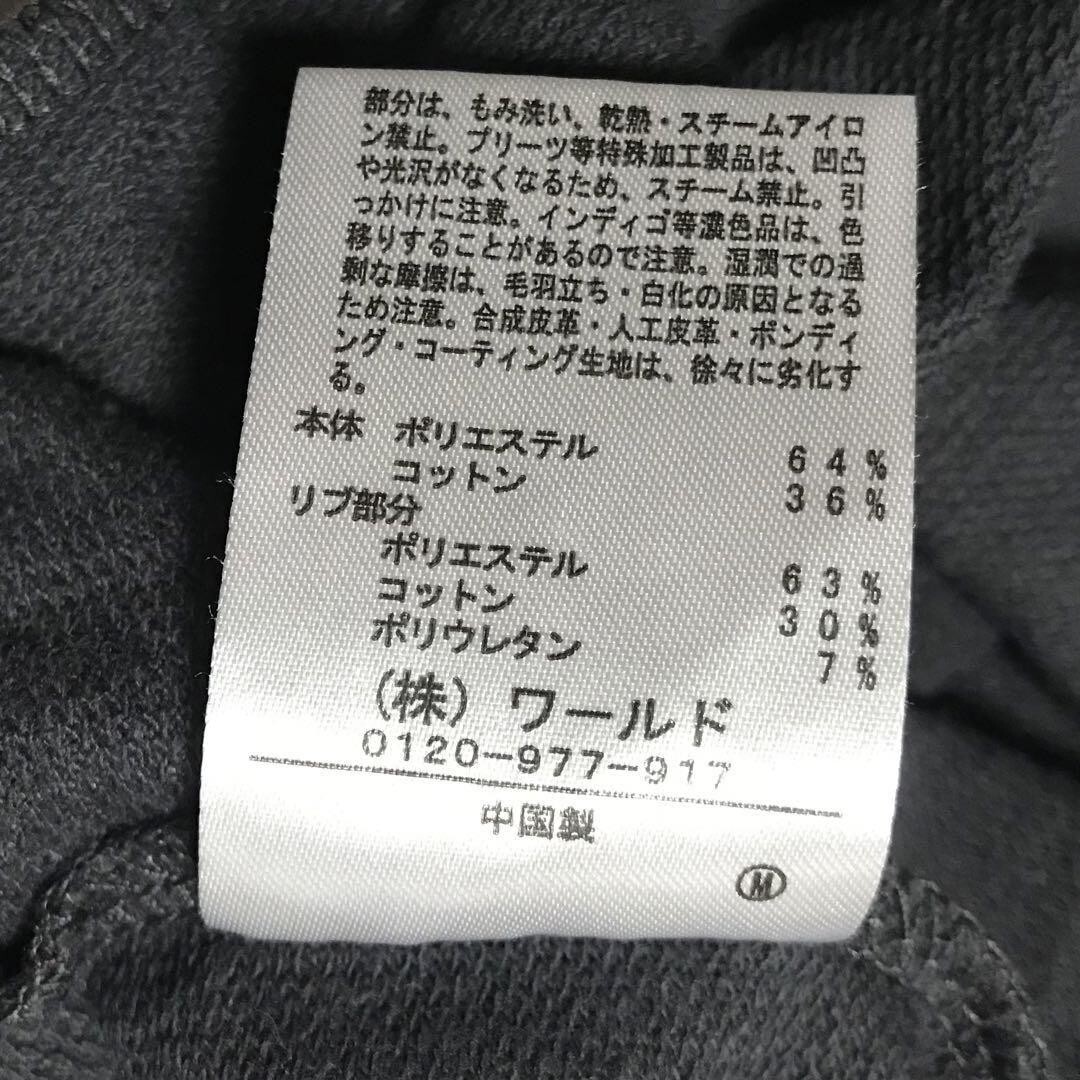 部分は、もみ洗い、乾熱・スチームアイロ
ン禁止。プリーツ等特殊加工製品は、凹凸
や光沢がなくなるため、スチーム禁止。引
っかけに注意。インディゴ等濃色品は、色
移りすることがあるので注意。湿潤での過
剰な摩擦は、毛羽立ち・白化の原因となる
ため注意。合成皮革・人工皮革・ボンディ
ング・コーティング生地は、徐々に劣化す
る。
本体 ポリエステル 64%
コットン 36%
リブ部分
ポリエステル 63%
コットン 30%
ポリウレタン 7%
(株) ワールド
0120-977-917
中国製
Ⓜ